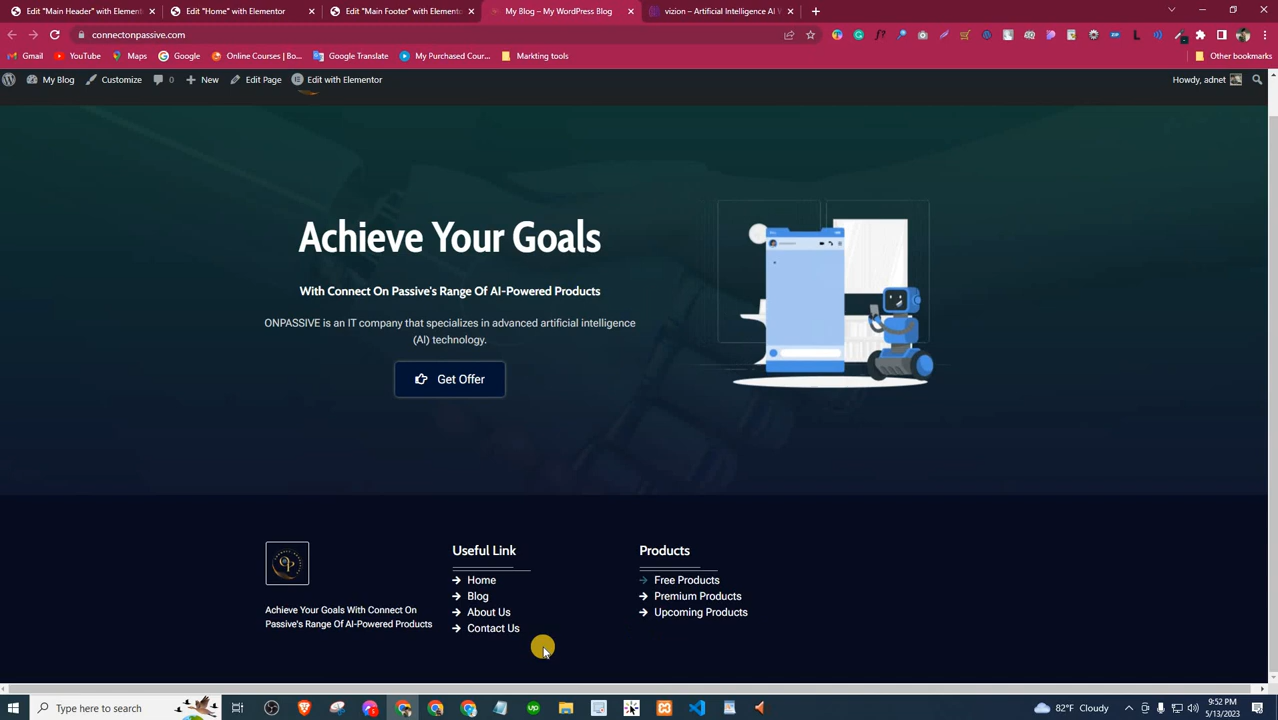 Edit "Main Header" with Elemento
Edit "Home" with Elementor
Edit "Main Footer" with Elemento
My Blog – My WordPress Blog
vizion – Artificial Intelligence AI W
connectonpassive.com
Gmail
YouTube
Maps
Google
Online Courses | Bo...
Google Translate
My Purchased Cour...
Markting tools
Other bookmarks
My Blog
Customize
0
New
Edit Page
Edit with Elementor
Howdy, adnet
Achieve Your Goals
With Connect On Passive's Range Of AI-Powered Products
ONPASSIVE is an IT company that specializes in advanced artificial intelligence
(AI) technology.
Get Offer
Achieve Your Goals With Connect On
Passive's Range Of AI-Powered Products
Useful Link
Home
Blog
About Us
Contact Us
Products
Free Products
Premium Products
Upcoming Products
Type here to search
82°F Cloudy
9:52 PM
5/13/2023